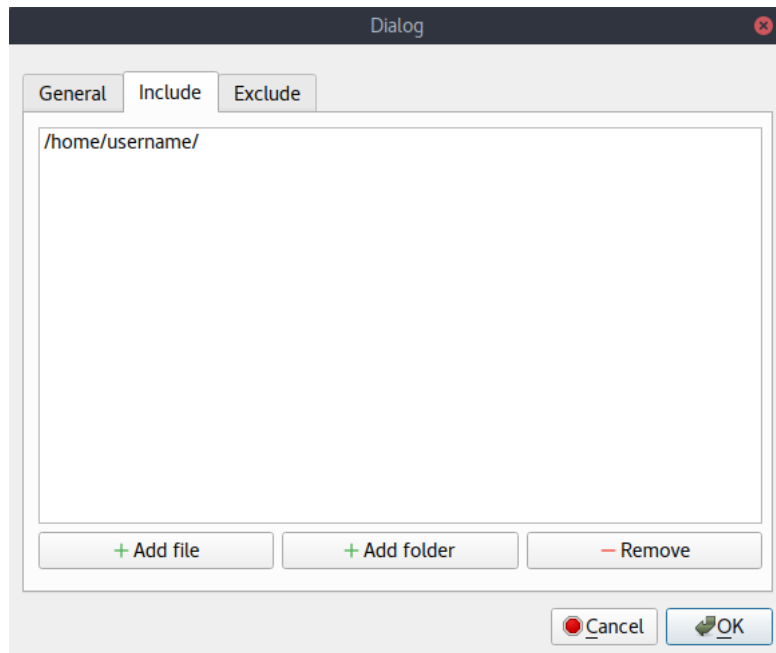 Dialog
General Include Exclude
/home/username/
Add file Add folder Remove
Cancel OK